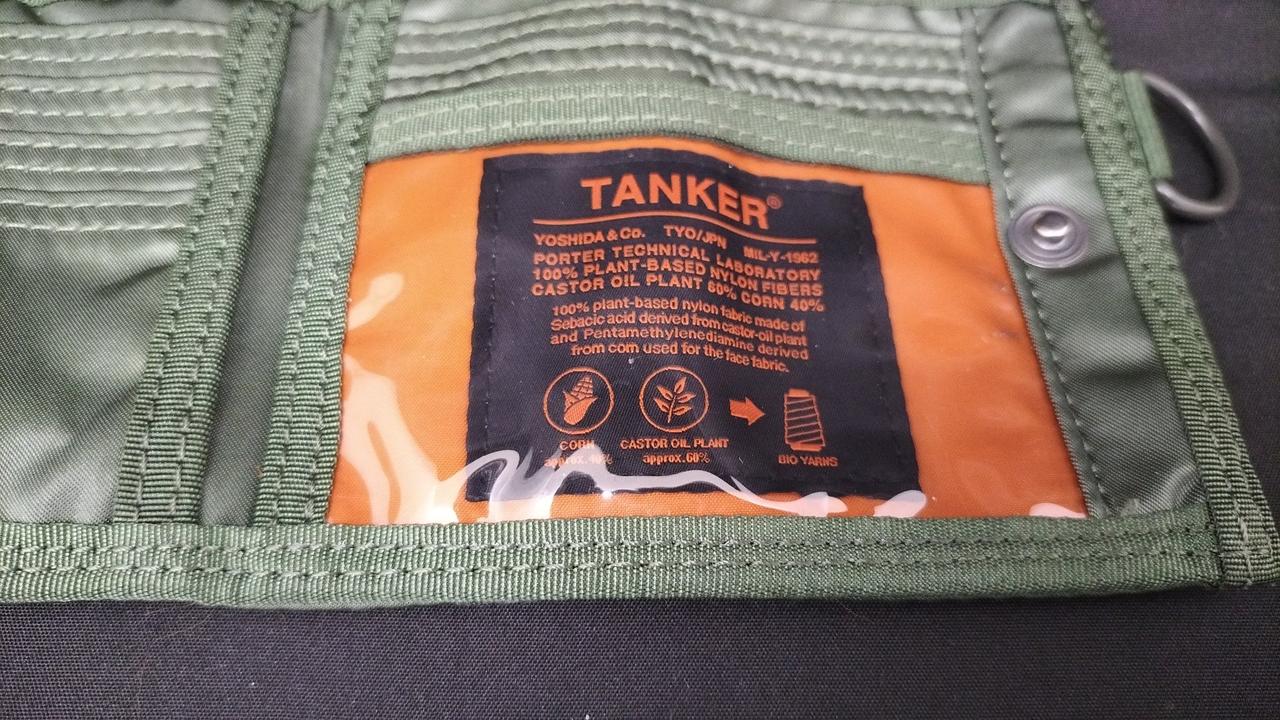 TANKER®
YOSHIDA & Co. TYO/JPN MIL-Y-1962
PORTER TECHNICAL LABORATORY
100% PLANT-BASED NYLON FIBERS
CASTOR OIL PLANT 60% CORN 40%
100% plant-based nylon fabric made of
Sebacic acid derived from castor-oil plant
and Pentamethylenediamine derived
from corn used for the face fabric.
CORN CASTOR OIL PLANT BIO YARNS
approx.40% approx.60%